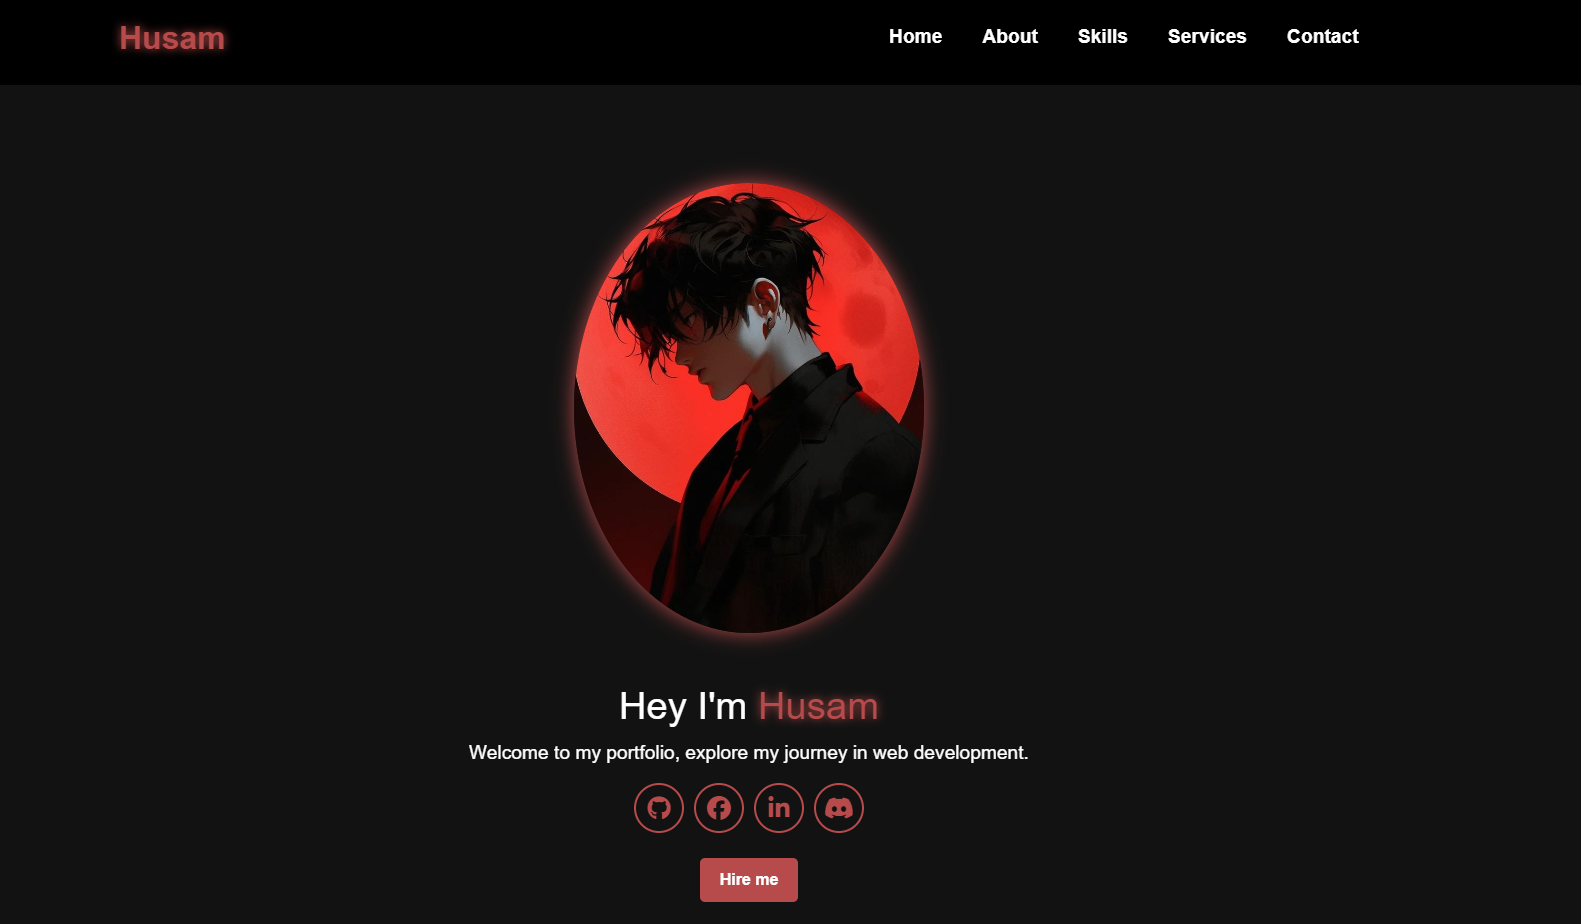 Husam
Home About Skills Services Contact
Hey I'm Husam
Welcome to my portfolio, explore my journey in web development.
Hire me